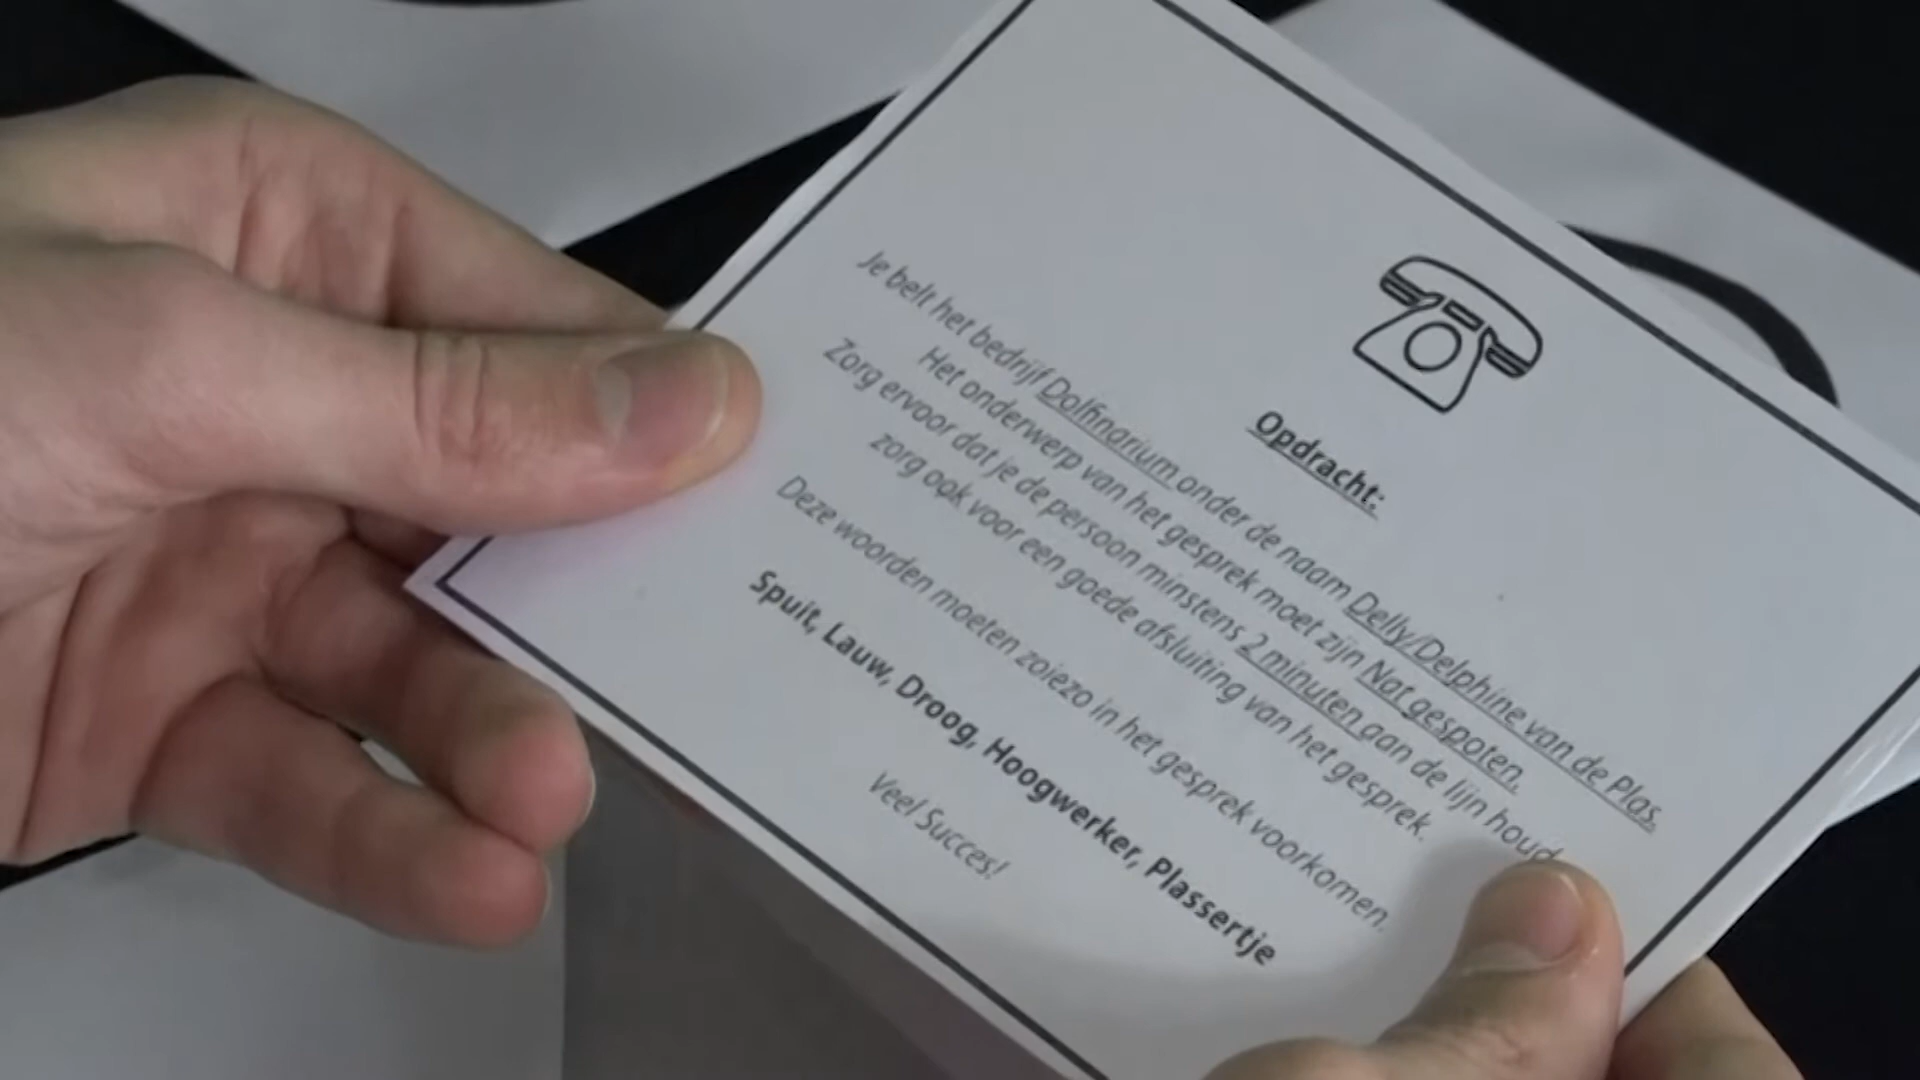 Opdracht:
Je belt het bedrijf Dolfinarium onder de naam Delly/Delphine van de Plas.
Het onderwerp van het gesprek moet zijn Nat gespoten.
Zorg ervoor dat je de persoon minstens 2 minuten aan de lijn houdt
zorg ook voor een goede afsluiting van het gesprek.
Deze woorden moeten zoiezo in het gesprek voorkomen.
Spuit, Lauw, Droog, Hoogwerker, Plassertje
Veel Succes!